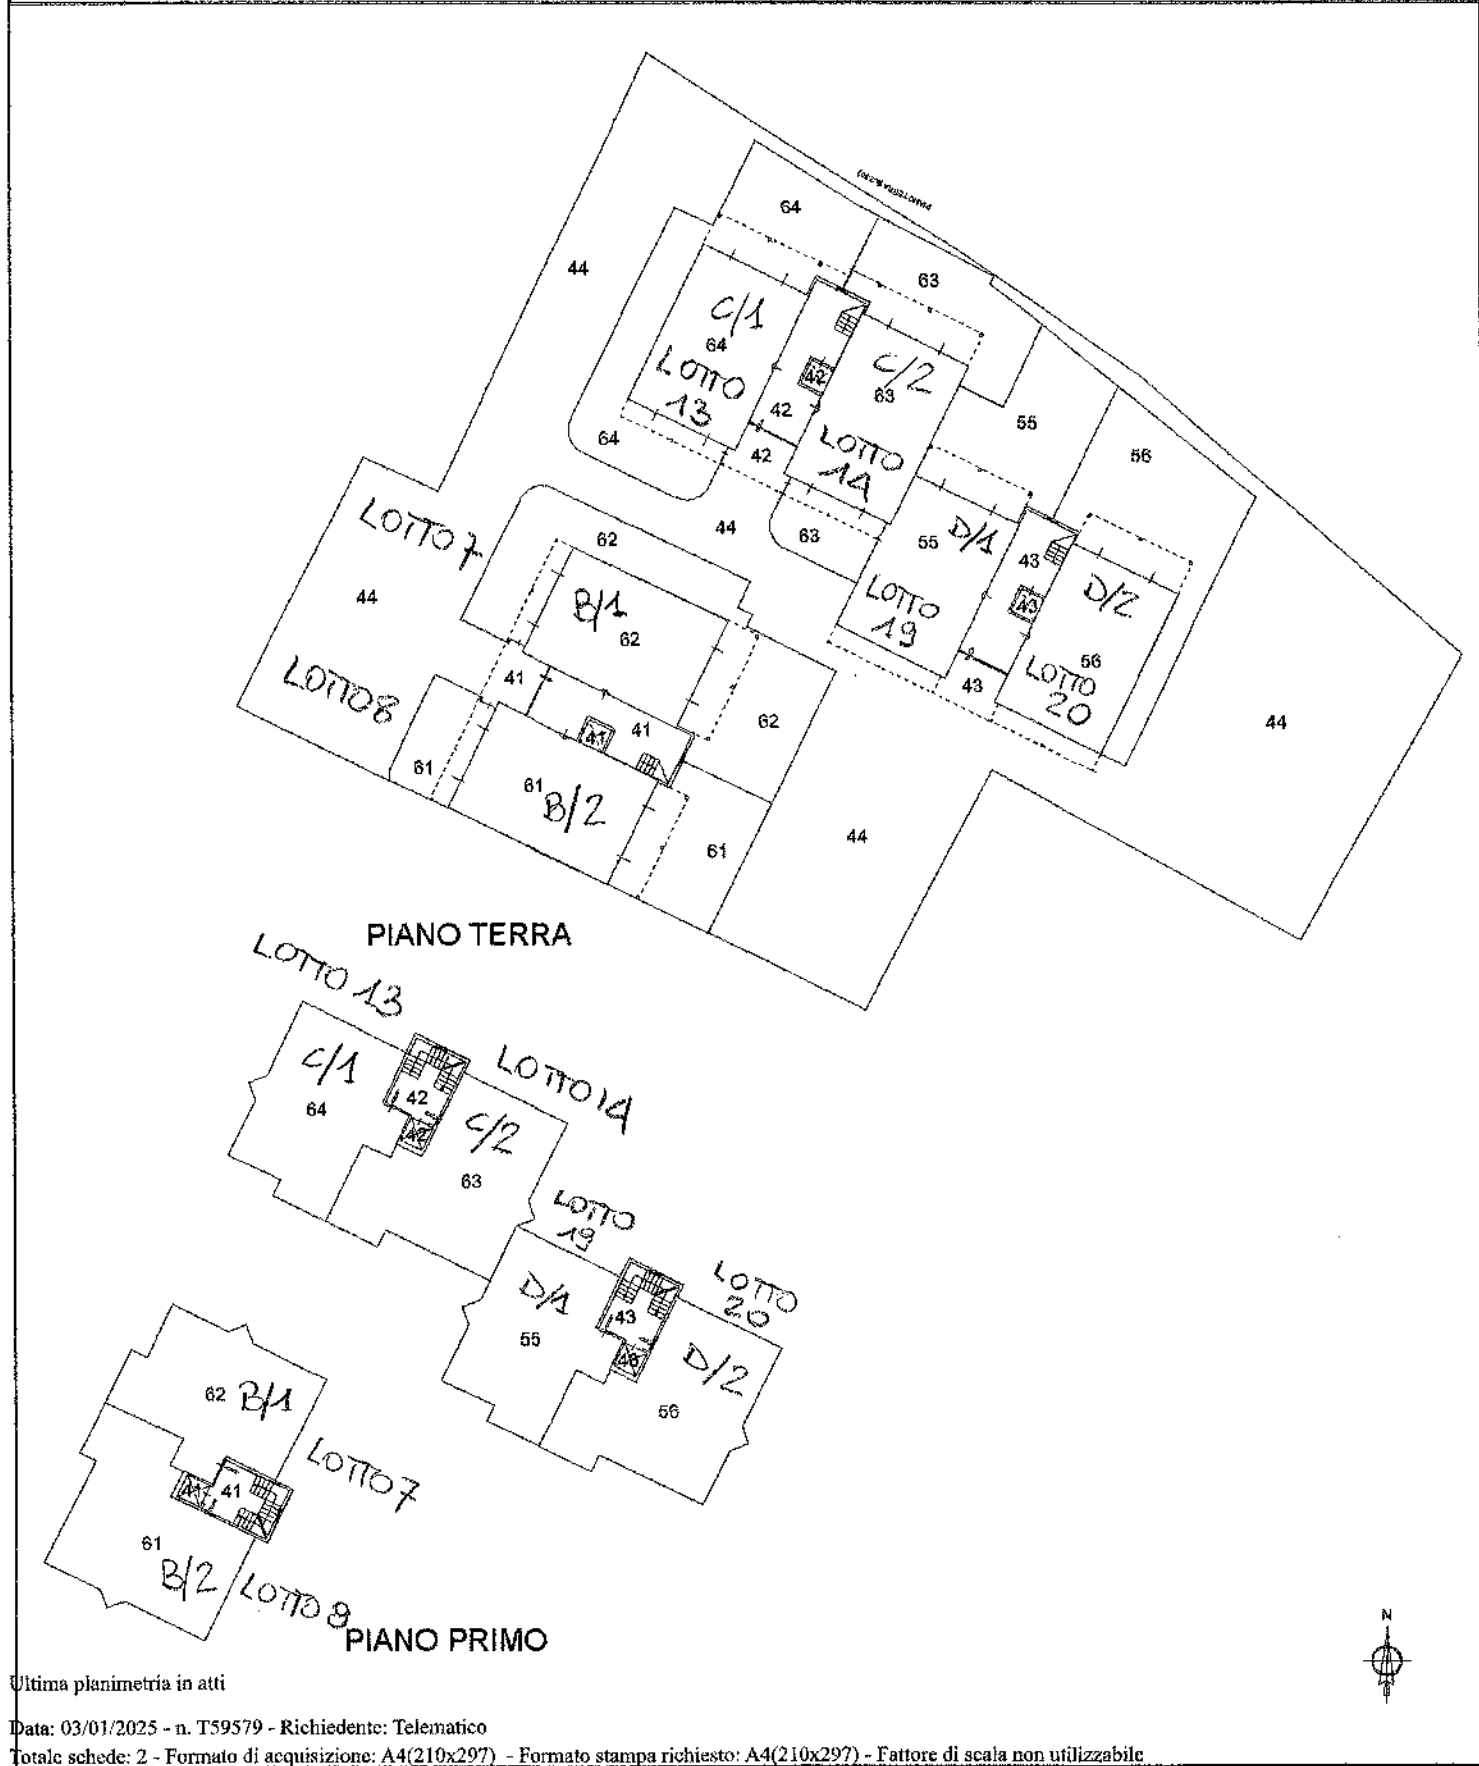 64
63
44
C/1
64
LOTTO
13
42
C/2
63
42
LOTTO
14
64
42
55
56
LOTTO 7
62
44
63
55
D/1
43
D/2
43
LOTTO
19
56
LOTTO
20
44
B/1
62
41
43
LOTTO 8
44
62
41
41
61
61
B/2
61
44
44
PIANO TERRA
LOTTO 13
C/1
64
42
42
LOTTO 14
C/2
63
LOTTO
19
LOTTO
20
D/1
55
43
43
D/2
56
62 B/1
LOTTO 7
41
41
61
B/2
LOTTO 8
PIANO PRIMO
N
Ultima planimetria in atti
Data: 03/01/2025 - n. T59579 - Richiedente: Telematico
Totale schede: 2 - Formato di acquisizione: A4(210x297) - Formato stampa richiesto: A4(210x297) - Fattore di scala non utilizzabile